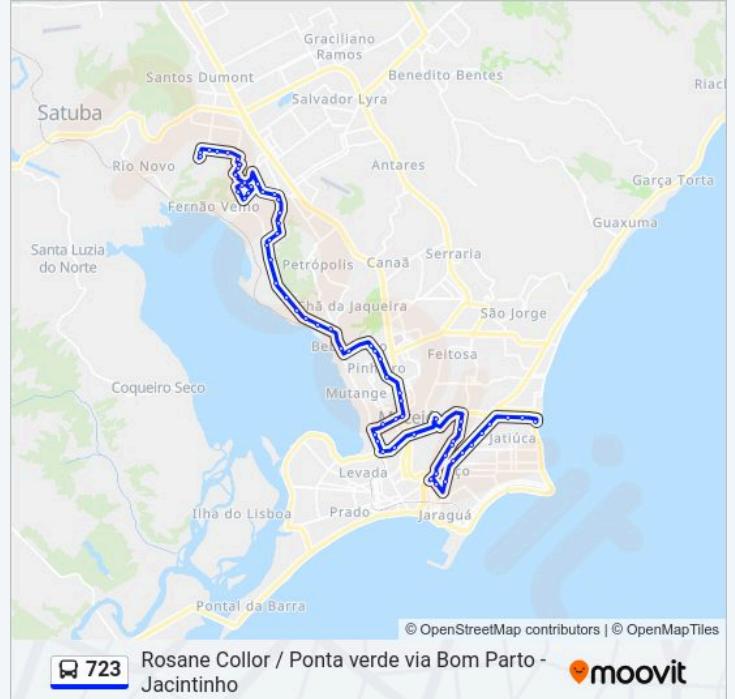 Graciliano
Ramos
Santos Dumont
Benedito Bentes
Salvador Lyra
Satuba
Riacl
Rio Novo
Antares
Garça Torta
Fernão Velho
Guaxuma
Santa Luzia
do Norte
Petrópolis
Canaã
Serraria
Chã da Jaqueira
São Jorge
Feitosa
Coqueiro Seco
Mutange
Jatiúca
Levada
Ilha do Lisboa
Prado
Jaraguá
Pontal da Barra
© OpenStreetMap contributors | © OpenMapTiles
723
Rosane Collor / Ponta verde via Bom Parto -
Jacintinho
moovit